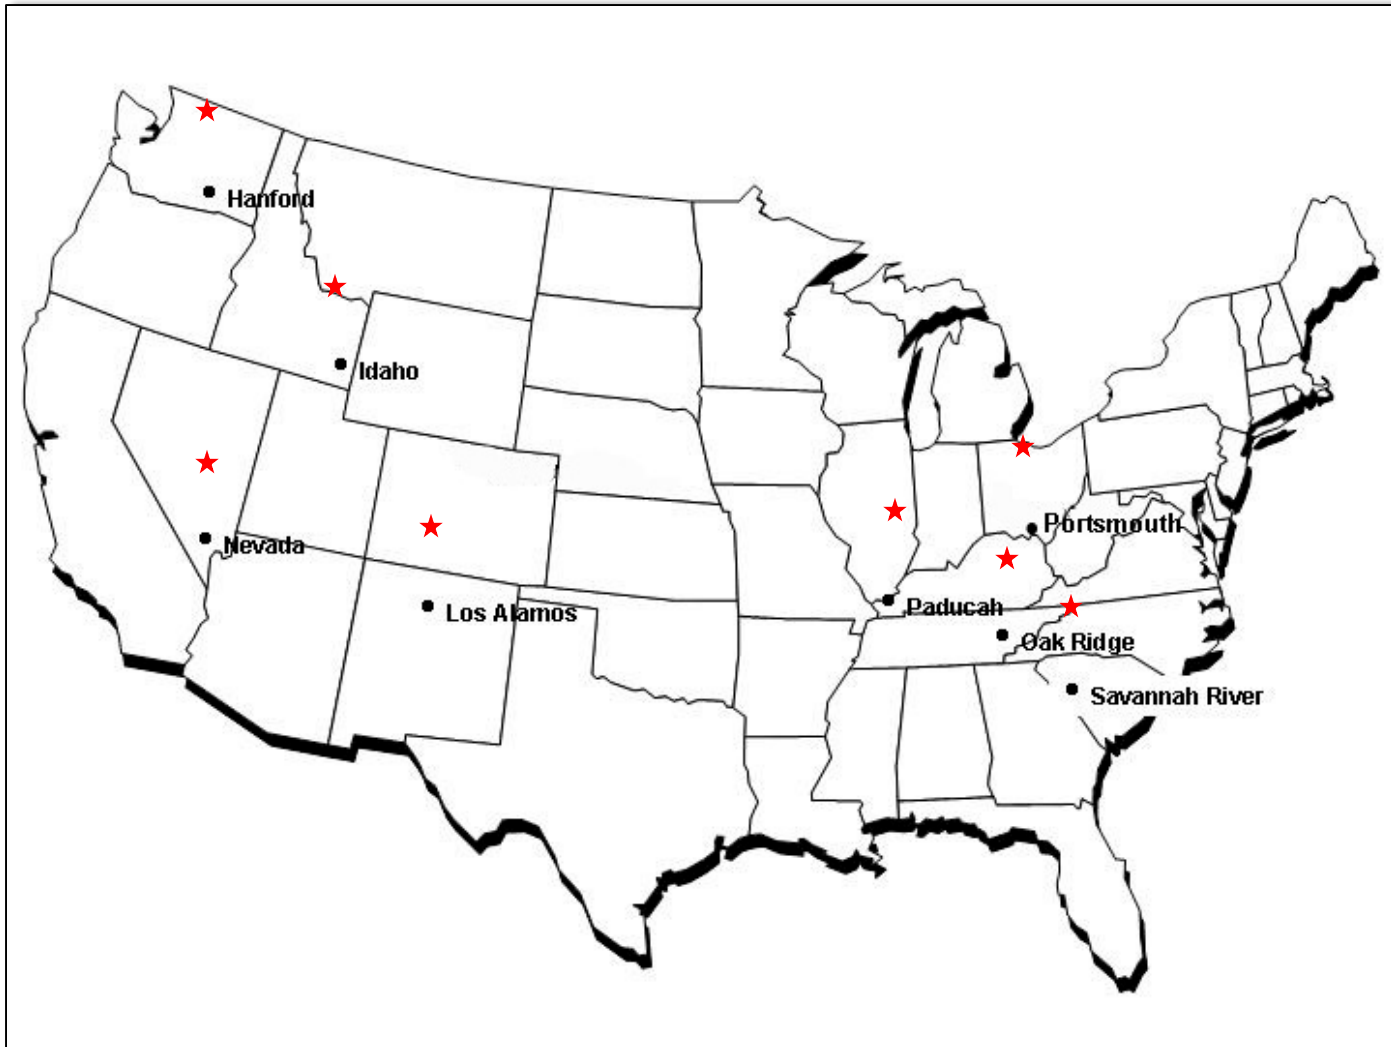 Hanford
Idaho
Portsmouth
Nevada
Paducah
Los Alamos
Oak Ridge
Savannah River